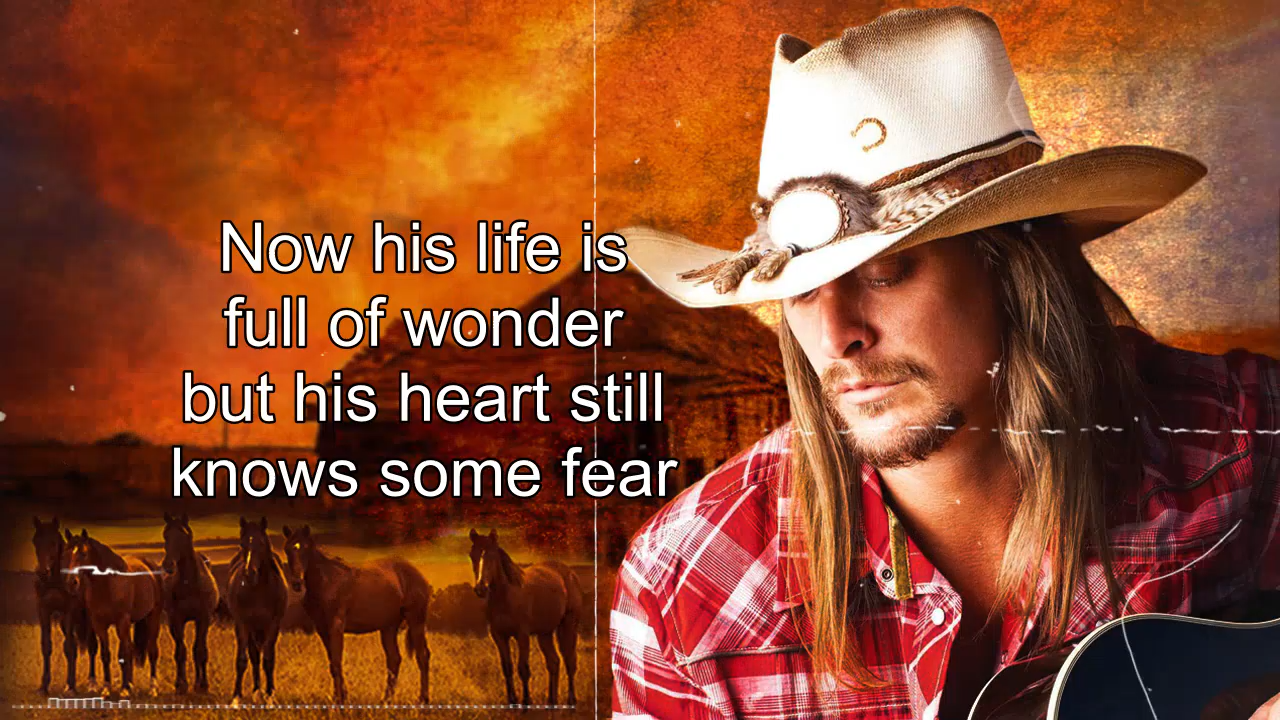 Now his life is
full of wonder
but his heart still
knows some fear